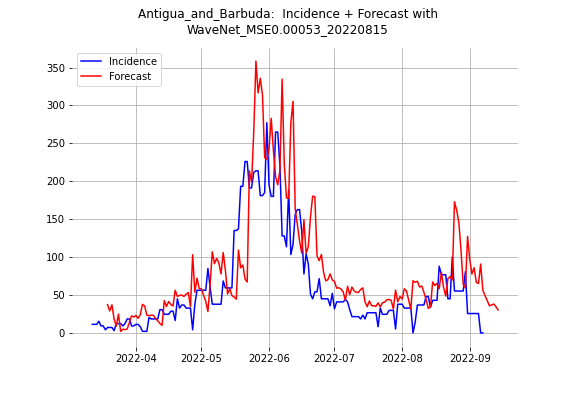 Antigua_and_Barbuda:  Incidence + Forecast with
WaveNet_MSE0.00053_20220815
Incidence
Forecast
350
300
250
200
150
100
50
0
2022-04 2022-05 2022-06 2022-07 2022-08 2022-09